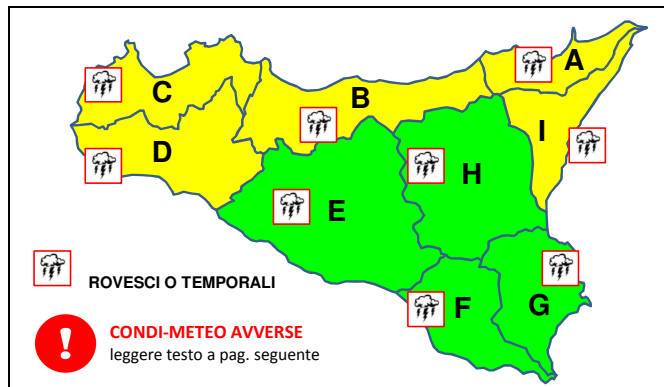 A
C
B
I
D
H
E
ROVESCI O TEMPORALI
F
G
CONDI-METEO AVVERSE
leggere testo a pag. seguente